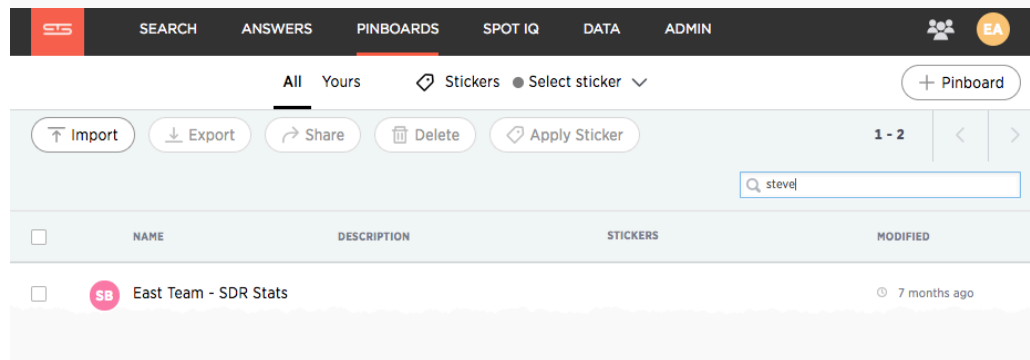 STS SEARCH ANSWERS PINBOARDS SPOT IQ DATA ADMIN EA
All Yours Stickers Select sticker + Pinboard
Import Export Share Delete Apply Sticker 1 - 2 < >
steve
NAME DESCRIPTION STICKERS MODIFIED
SB East Team - SDR Stats 7 months ago